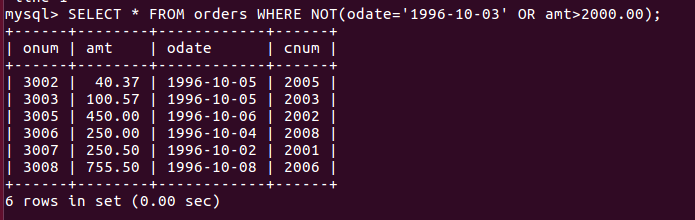 mysql> SELECT * FROM orders WHERE NOT(odate='1996-10-03' OR amt>2000.00);
+------+--------+------------+------+
| onum | amt    | odate      | cnum |
+------+--------+------------+------+
| 3002 |  40.37 | 1996-10-05 | 2005 |
| 3003 | 100.57 | 1996-10-05 | 2003 |
| 3005 | 450.00 | 1996-10-06 | 2002 |
| 3006 | 250.00 | 1996-10-04 | 2008 |
| 3007 | 250.50 | 1996-10-02 | 2001 |
| 3008 | 755.50 | 1996-10-08 | 2006 |
+------+--------+------------+------+
6 rows in set (0.00 sec)